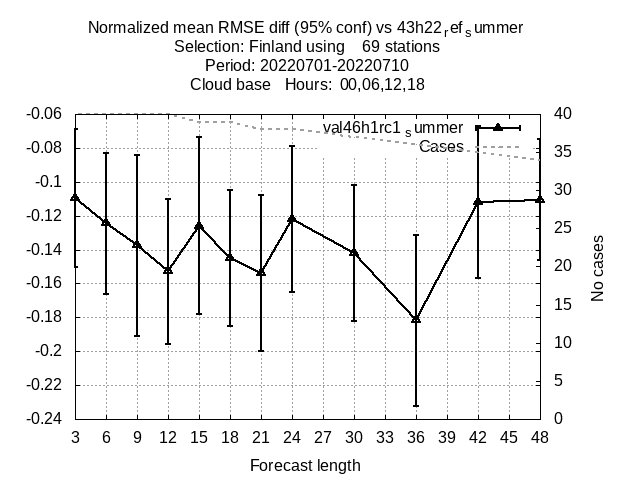 Normalized mean RMSE diff (95% conf) vs 43h22refsummer
Selection: Finland using 69 stations
Period: 20220701-20220710
Cloud base Hours: 00,06,12,18
val46h1rc1summer
Cases
-0.06
-0.08
-0.1
-0.12
-0.14
-0.16
-0.18
-0.2
-0.22
-0.24
40
35
30
25
20
15
10
5
0
No cases
3 6 9 12 15 18 21 24 27 30 33 36 39 42 45 48
Forecast length